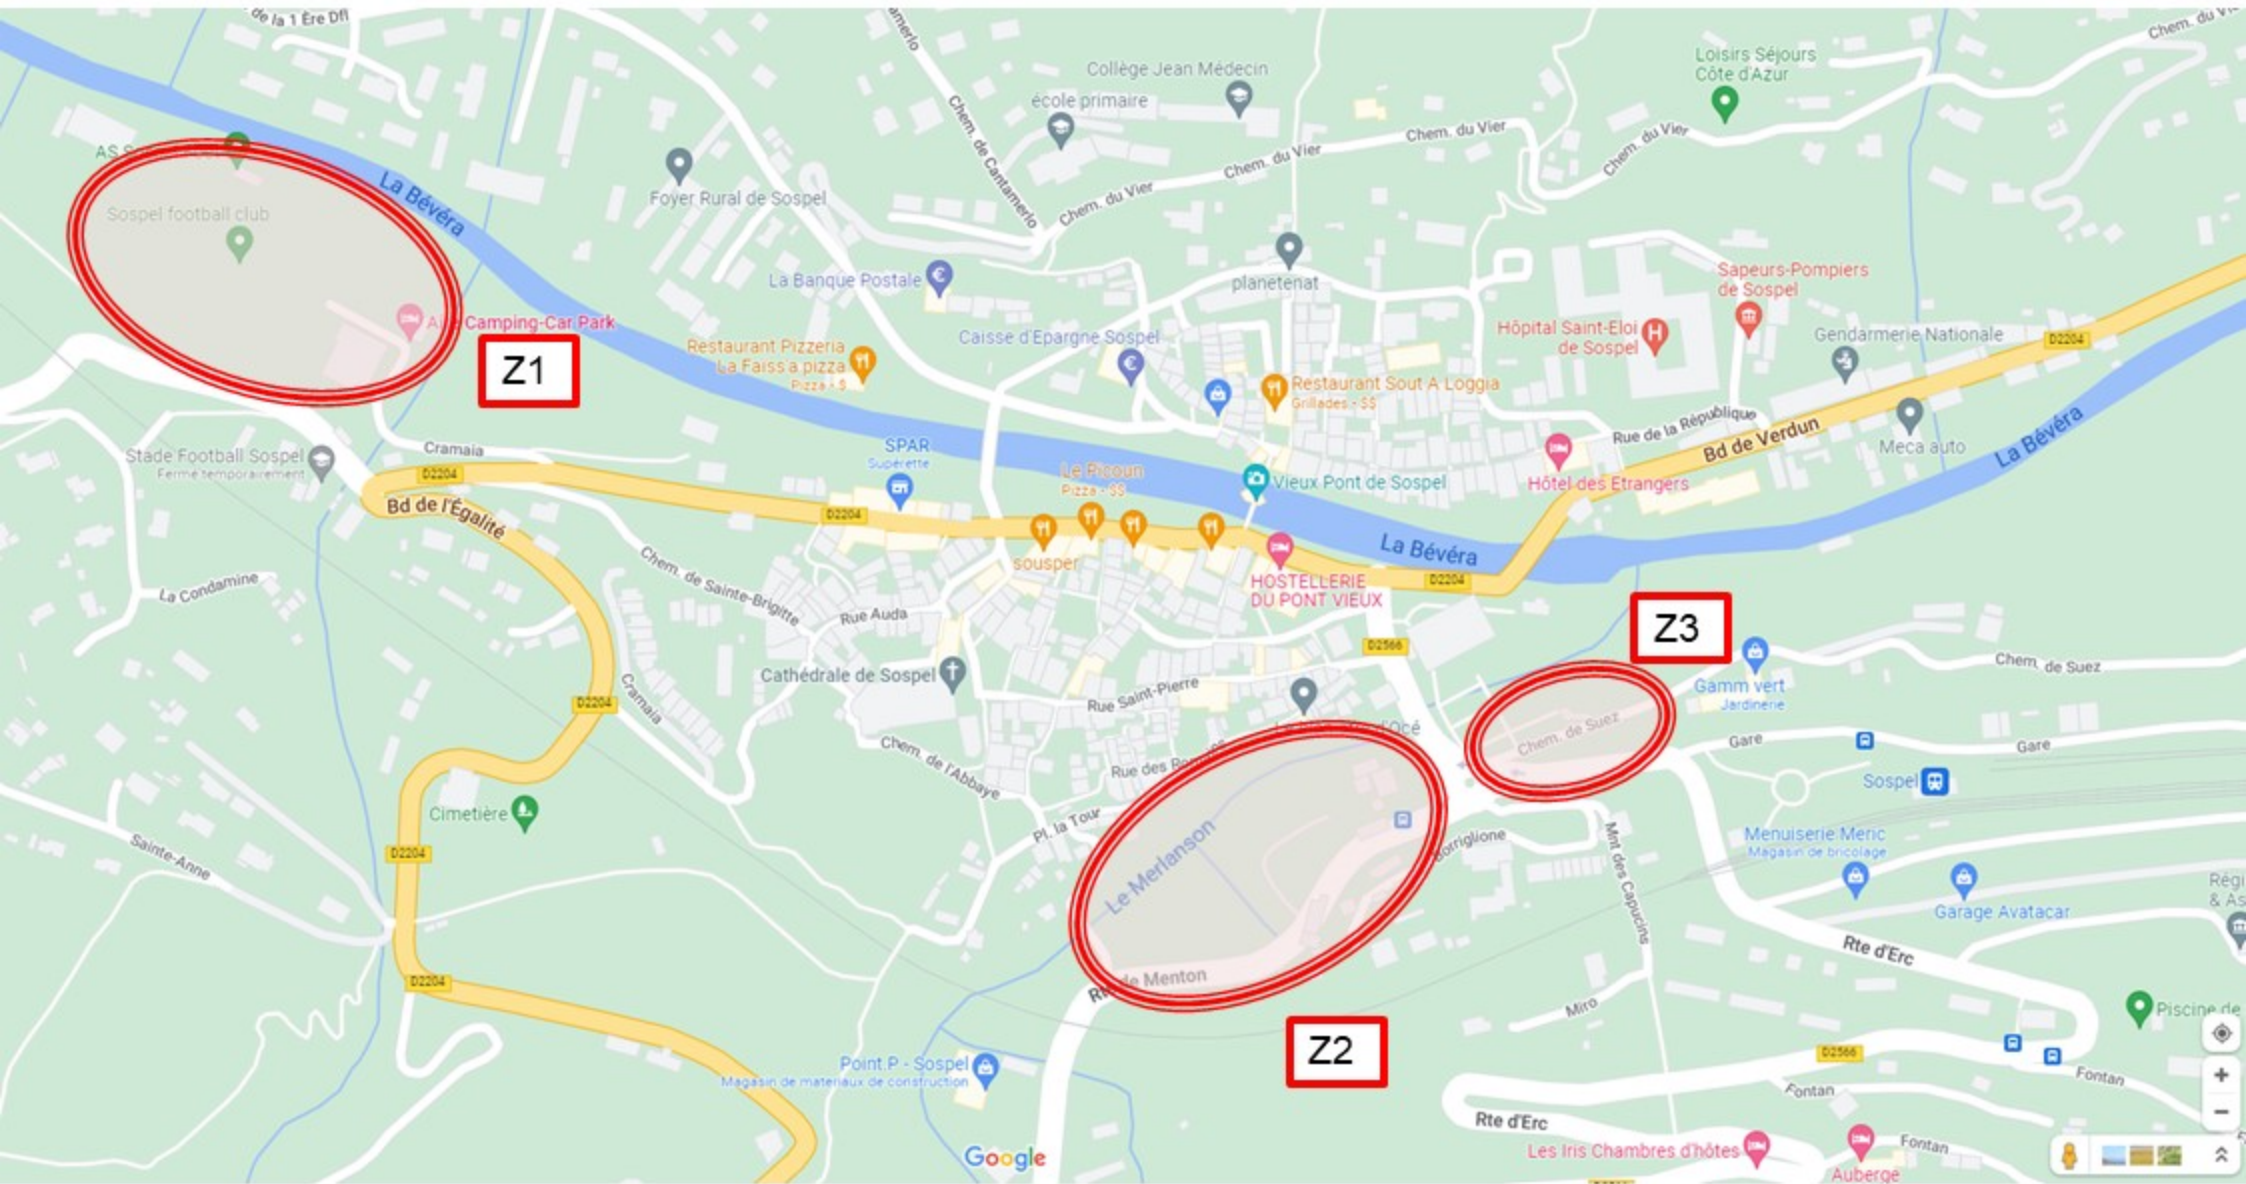 de la 1 Ère Dfl
Chem. du Vi
Loisirs Séjours
Côte d'Azur
Collège Jean Médecin
école primaire
Chem. de Cantamerlo
Chem. du Vier
Chem. du Vier
Chem. du Vier
Chem. du Vier
La Bévéra
Foyer Rural de Sospel
Sospel football club
La Banque Postale
planetenat
Sapeurs-Pompiers
de Sospel
Camping-Car Park
Z1
Restaurant Pizzeria
La Faiss'a pizza
Pizza - $
Caisse d'Epargne Sospel
Hôpital Saint-Eloi
de Sospel
Gendarmerie Nationale
D2204
Restaurant Sout A Loggia
Grillades - $$
Rue de la République
Bd de Verdun
Meca auto
La Bévéra
Stade Football Sospel
Fermé temporairement
Cramaia
D2204
Bd de l'Égalité
SPAR
Supérette
D2204
Le Picoun
Pizza - $$
Vieux Pont de Sospel
Hôtel des Etrangers
sousper
La Bévéra
HOSTELLERIE
DU PONT VIEUX
D2204
La Condamine
Chem. de Sainte-Brigitte
Rue Auda
D2566
Z3
Cathédrale de Sospel
Rue Saint-Pierre
Gamm vert
Jardinerie
Chem. de Suez
D2204
Cramaia
Chem. de Suez
Gare
Gare
Chem. de l'Abbaye
Rue des
Sospel
Cimetière
Pl. la Tour
Le Merlanson
Mnt des Capucins
Menuiserie Meric
Magasin de bricolage
Garage Avatacar
Régi
& As
D2204
Sainte-Anne
Rte d'Erc
de Menton
D2204
Miro
Piscine de
Z2
D2566
Point.P - Sospel
Magasin de matériaux de construction
Fontan
Fontan
Rte d'Erc
Google
Les Iris Chambres d'hôtes
Auberge
Fontan